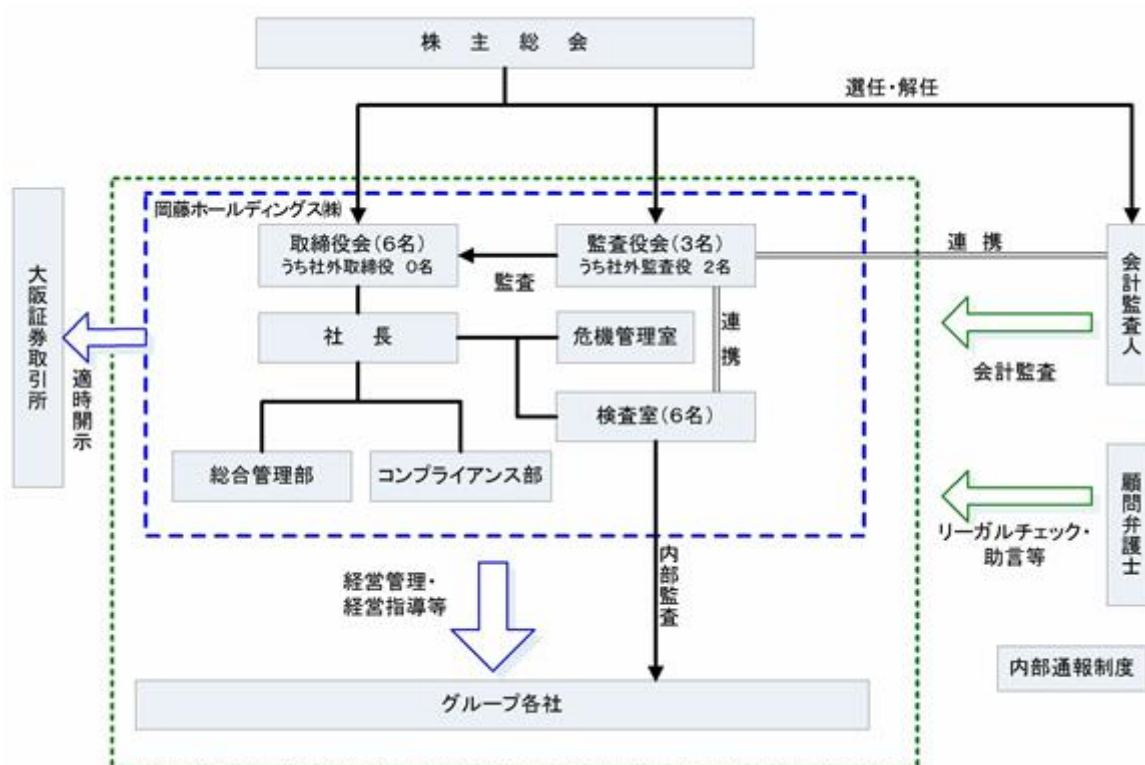 株主総会
選任・解任
岡藤ホールディングス㈱
取締役会(6名)
うち社外取締役 0名
監査
監査役会(3名)
うち社外監査役 2名
連携
会計監査人
大阪証券取引所
適時開示
社長
危機管理室
連携
会計監査
検査室(6名)
総合管理部
コンプライアンス部
顧問弁護士
リーガルチェック・
助言等
経営管理・
経営指導等
内部監査
内部通報制度
グループ各社